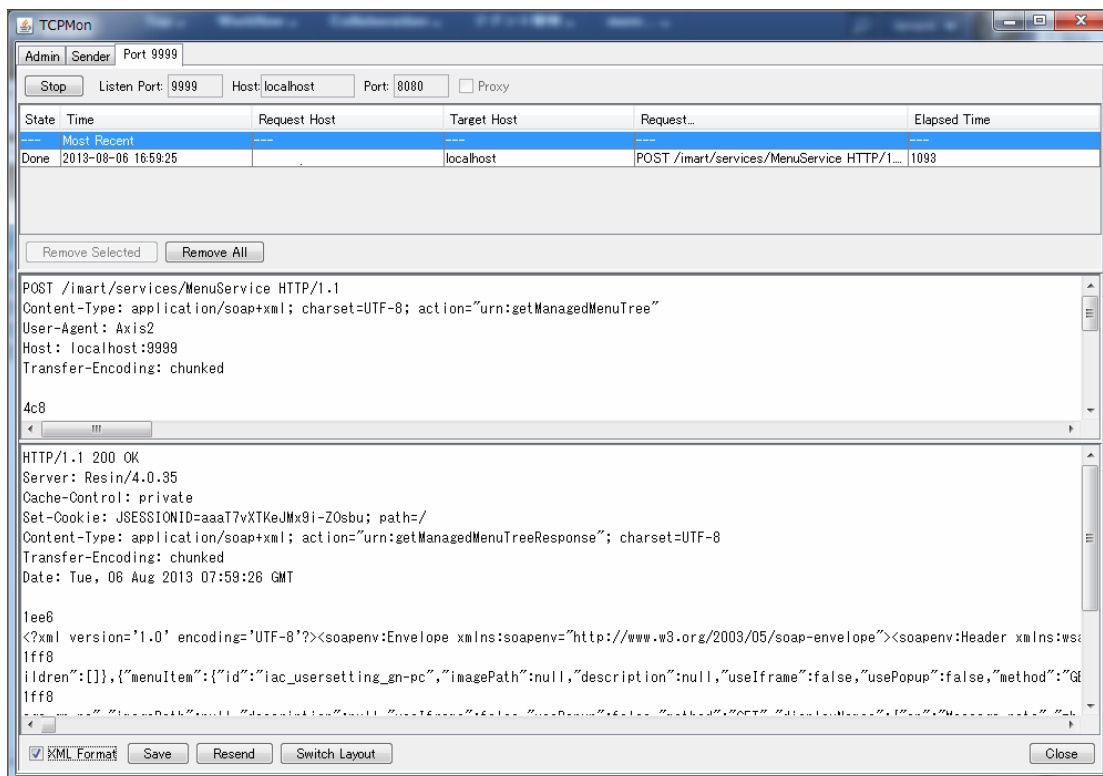 TCPMon
Admin Sender Port 9999
Stop Listen Port: 9999 Host: localhost Port: 8080 Proxy
State Time Request Host Target Host Request... Elapsed Time
--- Most Recent --- --- --- ---
Done 2013-08-06 16:59:25 localhost POST /imart/services/MenuService HTTP/1... 1093
Remove Selected Remove All
POST /imart/services/MenuService HTTP/1.1
Content-Type: application/soap+xml; charset=UTF-8; action="urn:getManagedMenuTree"
User-Agent: Axis2
Host: localhost:9999
Transfer-Encoding: chunked
4c8
HTTP/1.1 200 OK
Server: Resin/4.0.35
Cache-Control: private
Set-Cookie: JSESSIONID=aaaT7vXTKeJMx9i-ZOsbu; path=/
Content-Type: application/soap+xml; action="urn:getManagedMenuTreeResponse"; charset=UTF-8
Transfer-Encoding: chunked
Date: Tue, 06 Aug 2013 07:59:26 GMT
1ee6
<?xml version='1.0' encoding='UTF-8'?><soapenv:Envelope xmlns:soapenv="http://www.w3.org/2003/05/soap-envelope"><soapenv:Header xmlns:wsa
1ff8
ildren":[]},{"menuItem":{"id":"iac_usersetting_gn-pc","imagePath":null,"description":null,"useIframe":false,"usePopup":false,"method":"GE
1ff8
XML Format Save Resend Switch Layout Close